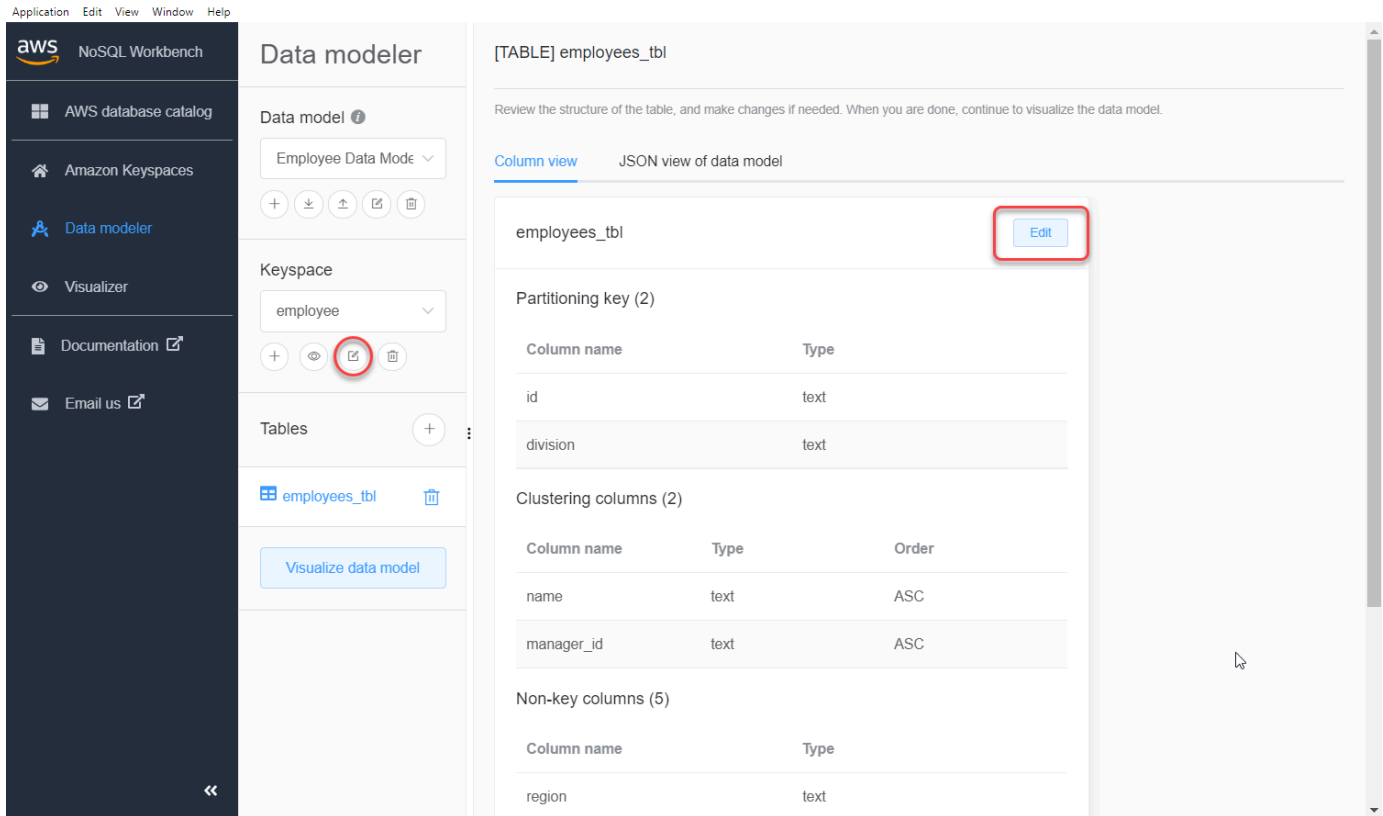 Application Edit View Window Help
aws NoSQL Workbench
AWS database catalog
Amazon Keyspaces
Data modeler
Visualizer
Documentation
Email us
Data modeler
Data model
Employee Data Mode
Keyspace
employee
Tables
employees_tbl
Visualize data model
[TABLE] employees_tbl
Review the structure of the table, and make changes if needed. When you are done, continue to visualize the data model.
Column view JSON view of data model
employees_tbl Edit
Partitioning key (2)
Column name Type
id text
division text
Clustering columns (2)
Column name Type Order
name text ASC
manager_id text ASC
Non-key columns (5)
Column name Type
region text